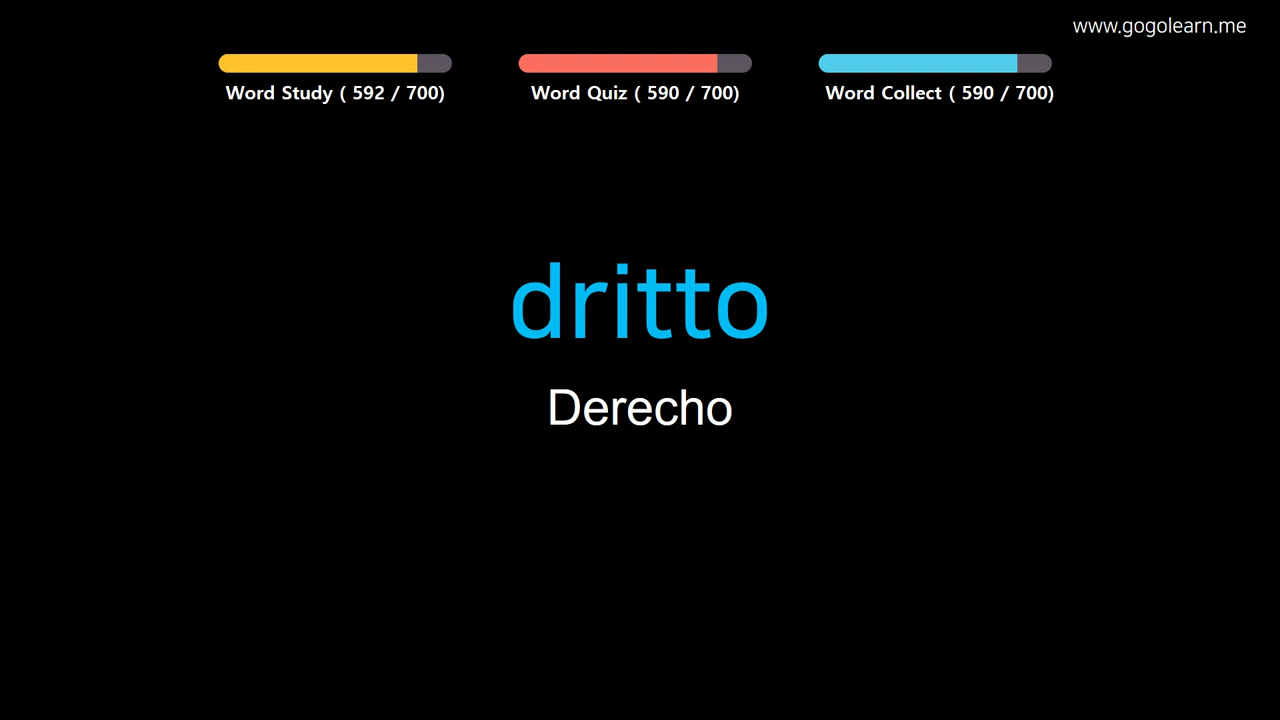 www.gogolearn.me
Word Study ( 592 / 700)
Word Quiz ( 590 / 700)
Word Collect ( 590 / 700)
dritto
Derecho